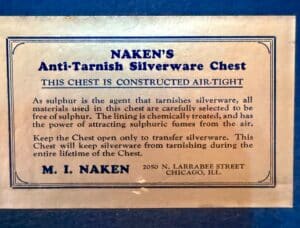 NAKEN'S
Anti-Tarnish Silverware Chest
THIS CHEST IS CONSTRUCTED AIR-TIGHT
As sulphur is the agent that tarnishes silverware, all
materials used in this chest are carefully selected to be
free of sulphur. The lining is chemically treated, and has
the power of attracting sulphuric fumes from the air.
Keep the Chest open only to transfer silverware. This
Chest will keep silverware from tarnishing during the
entire lifetime of the Chest.
M. I. NAKEN 2050 N. LARRABEE STREET
CHICAGO, ILL.